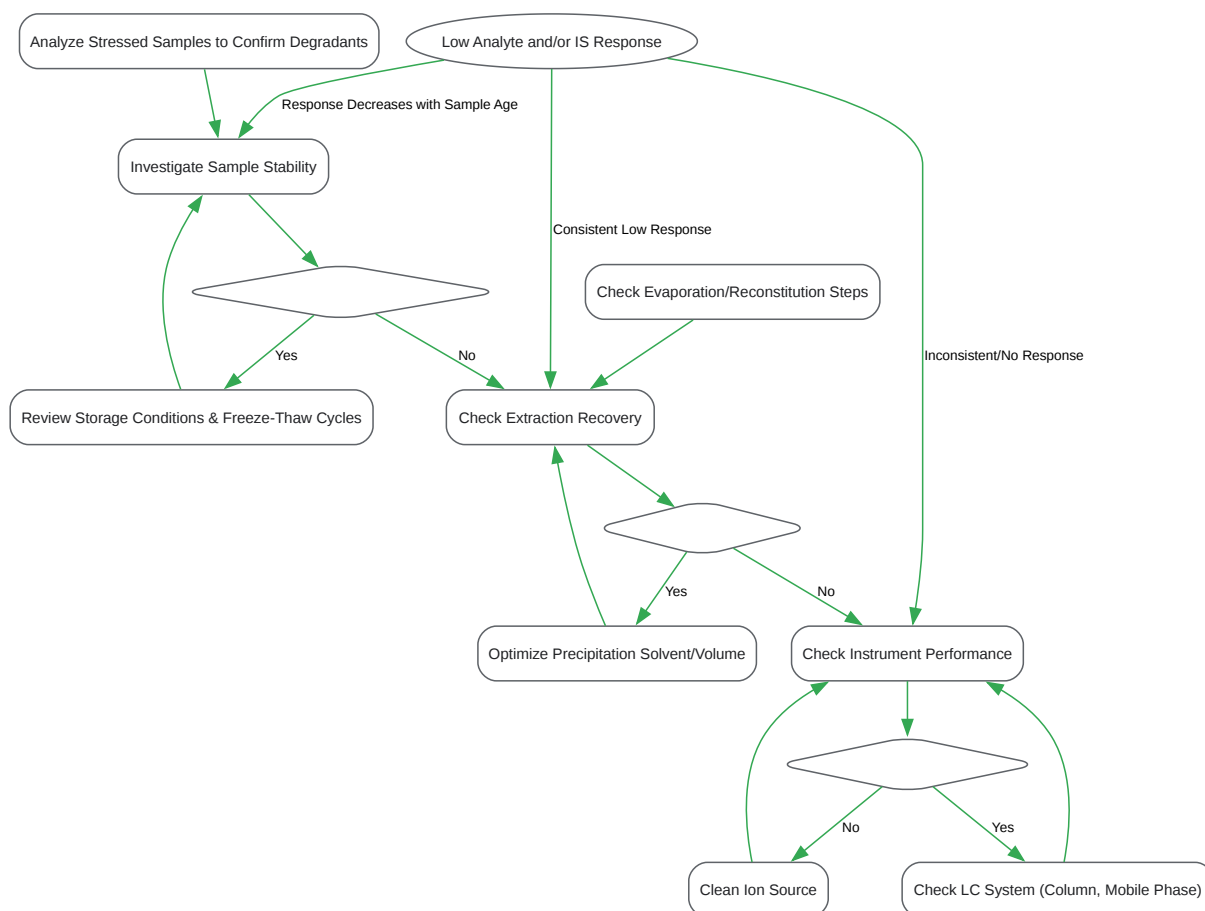 Analyze Stressed Samples to Confirm Degradants
Low Analyte and/or IS Response
Response Decreases with Sample Age
Investigate Sample Stability
Consistent Low Response
Check Evaporation/Reconstitution Steps
Inconsistent/No Response
Yes
No
Review Storage Conditions & Freeze-Thaw Cycles
Check Extraction Recovery
Yes
No
Optimize Precipitation Solvent/Volume
Check Instrument Performance
No
Yes
Clean Ion Source
Check LC System (Column, Mobile Phase)